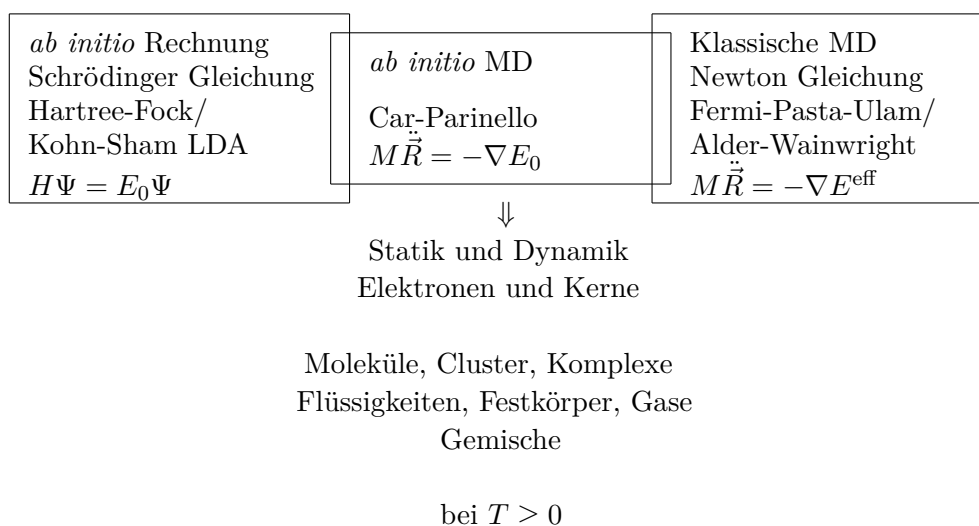 ab initio Rechnung
Schrödinger Gleichung
Hartree-Fock/
Kohn-Sham LDA
HΨ = E₀Ψ
ab initio MD
Car-Parinello
MR⃗̈ = −∇E₀
Klassische MD
Newton Gleichung
Fermi-Pasta-Ulam/
Alder-Wainwright
MR⃗̈ = −∇E^eff
⇓
Statik und Dynamik
Elektronen und Kerne
Moleküle, Cluster, Komplexe
Flüssigkeiten, Festkörper, Gase
Gemische
bei T > 0